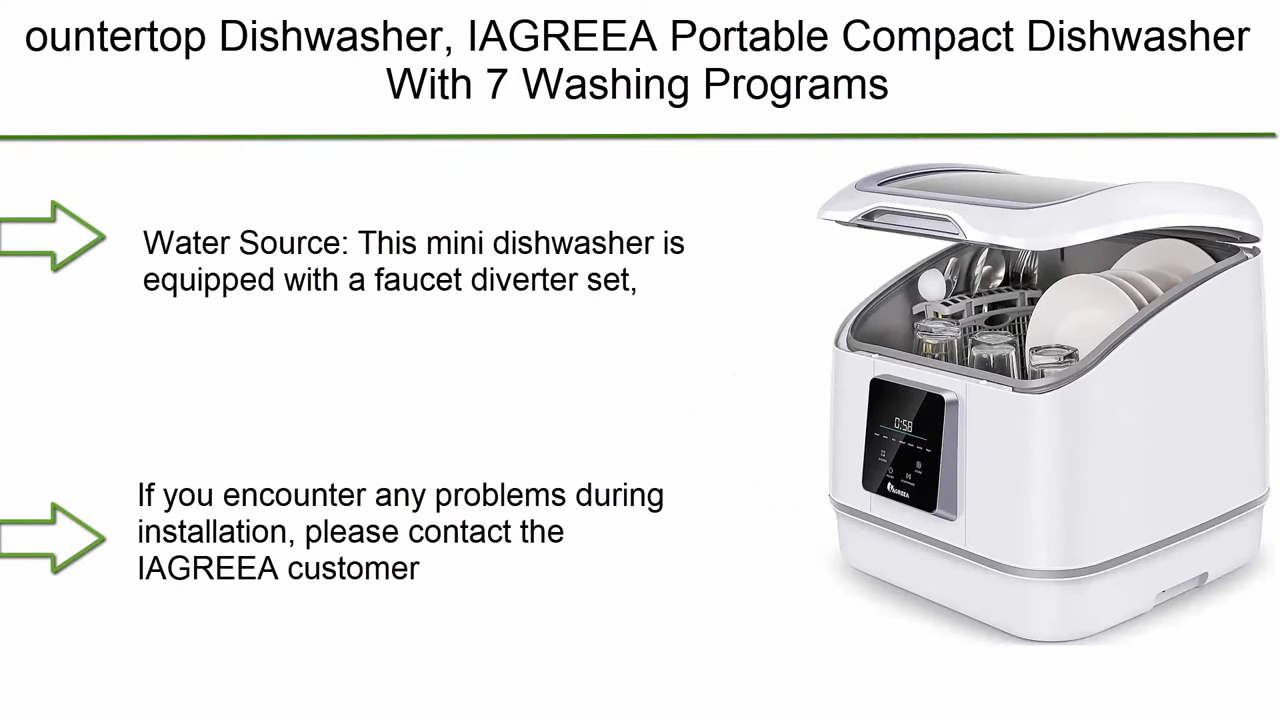 ountertop Dishwasher, IAGREEA Portable Compact Dishwasher
With 7 Washing Programs
Water Source: This mini dishwasher is
equipped with a faucet diverter set,
If you encounter any problems during
installation, please contact the
IAGREEA customer
0:58
IAGREEA